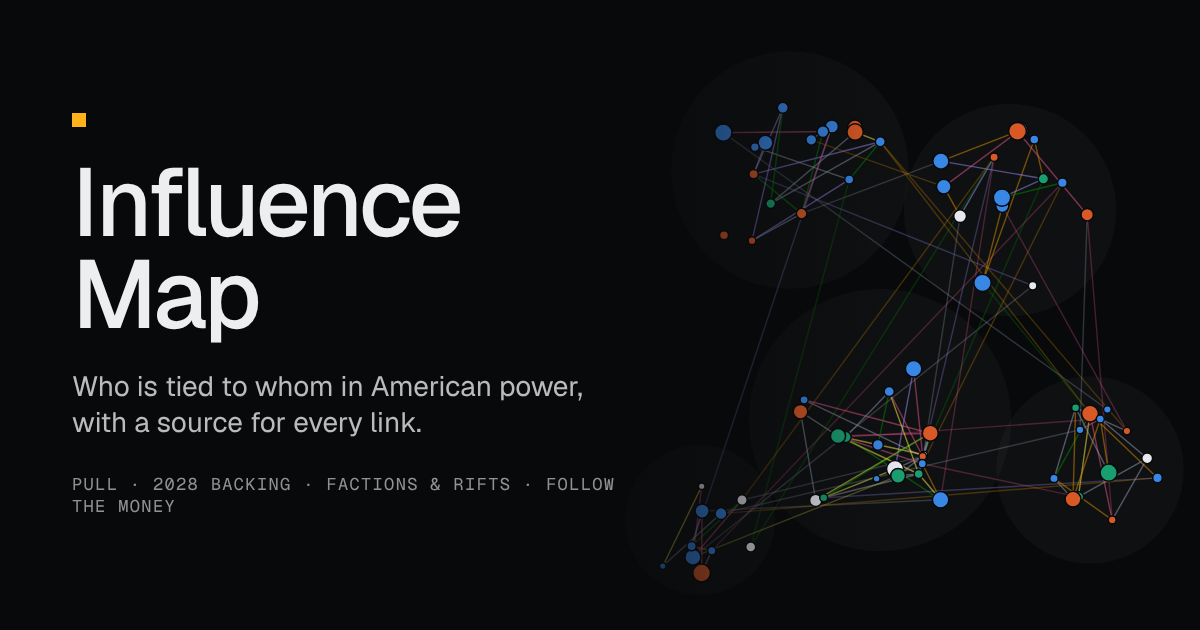 Influence
Map
Who is tied to whom in American power,
with a source for every link.
PULL · 2028 BACKING · FACTIONS & RIFTS · FOLLOW
THE MONEY